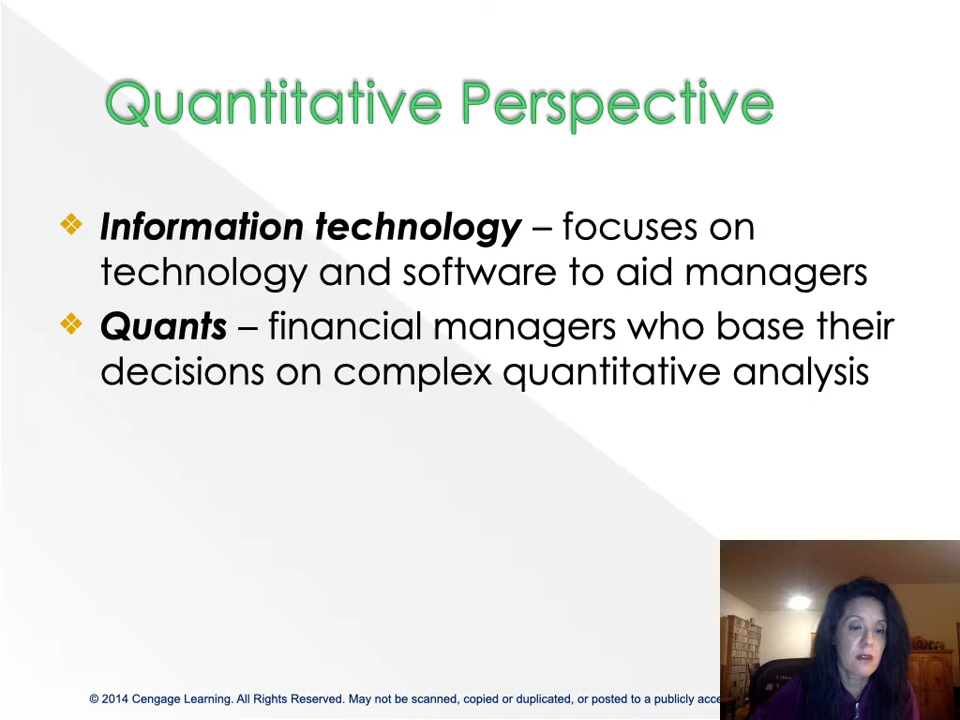 Quantitative Perspective
Information technology – focuses on
technology and software to aid managers
Quants – financial managers who base their
decisions on complex quantitative analysis
© 2014 Cengage Learning. All Rights Reserved. May not be scanned, copied or duplicated, or posted to a publicly